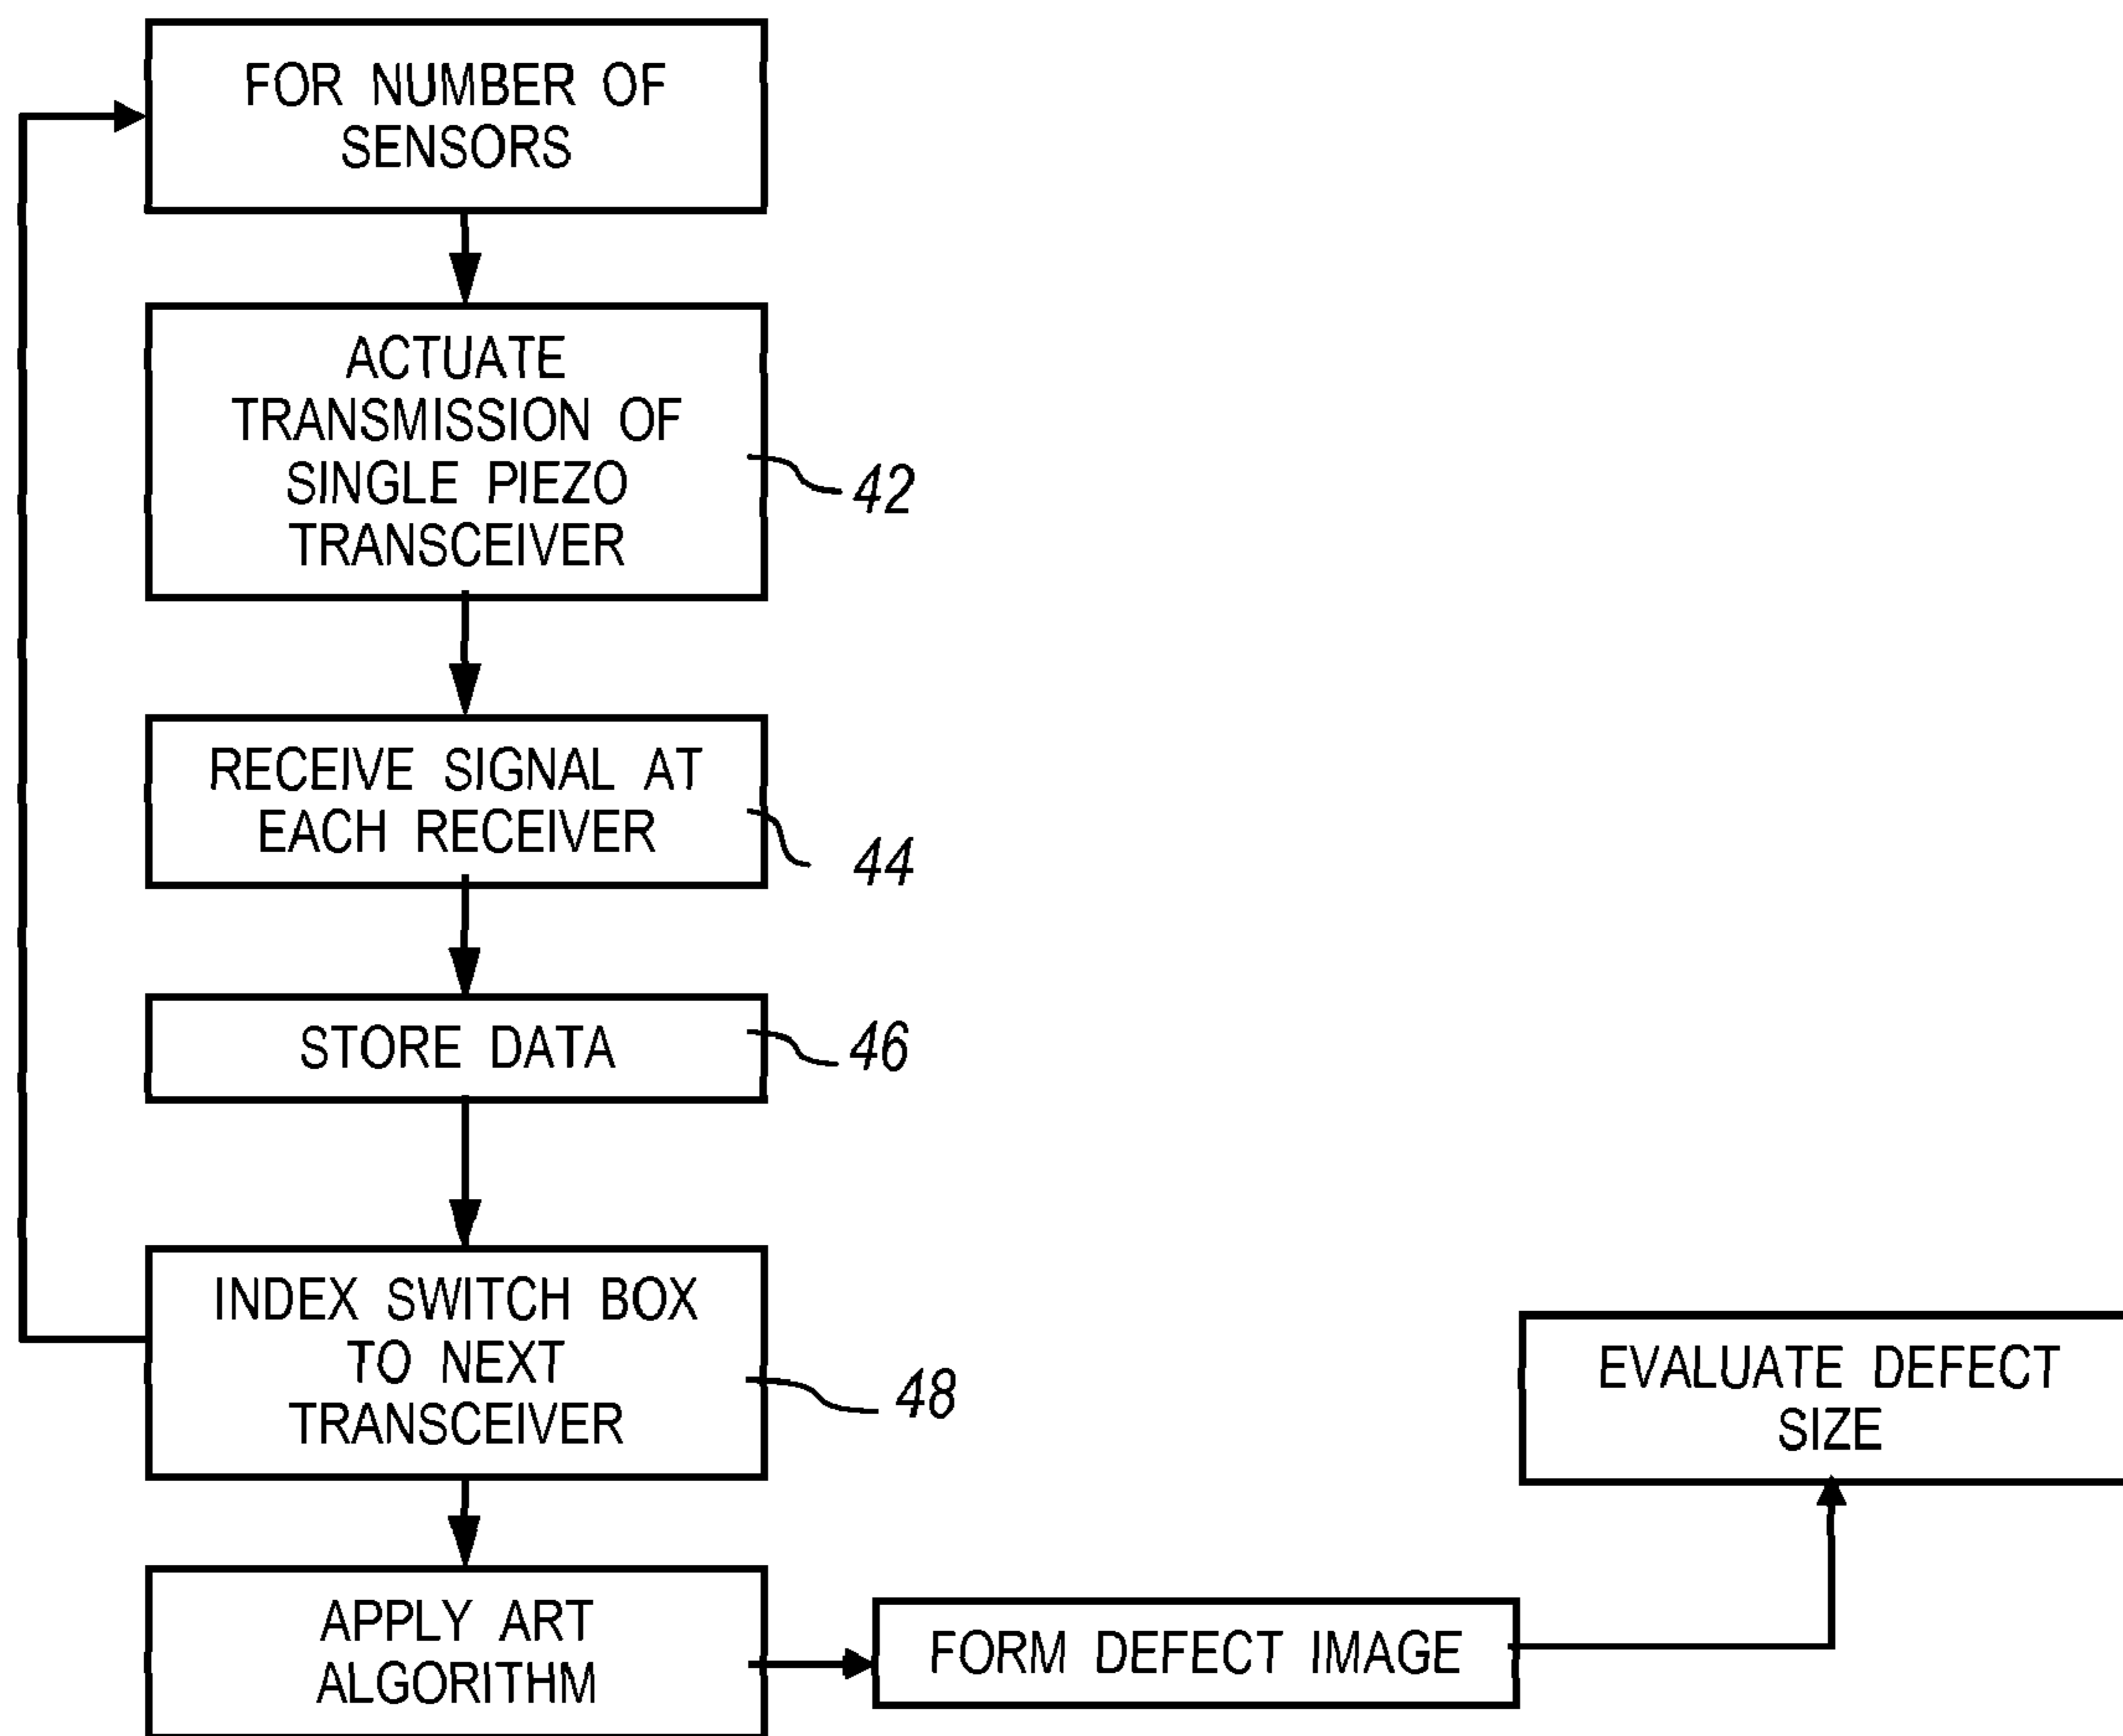 FOR NUMBER OF
SENSORS
ACTUATE
TRANSMISSION OF
SINGLE PIEZO
TRANSCEIVER
42
RECEIVE SIGNAL AT
EACH RECEIVER
44
STORE DATA
46
INDEX SWITCH BOX
TO NEXT
TRANSCEIVER
48
APPLY ART
ALGORITHM
FORM DEFECT IMAGE
EVALUATE DEFECT
SIZE